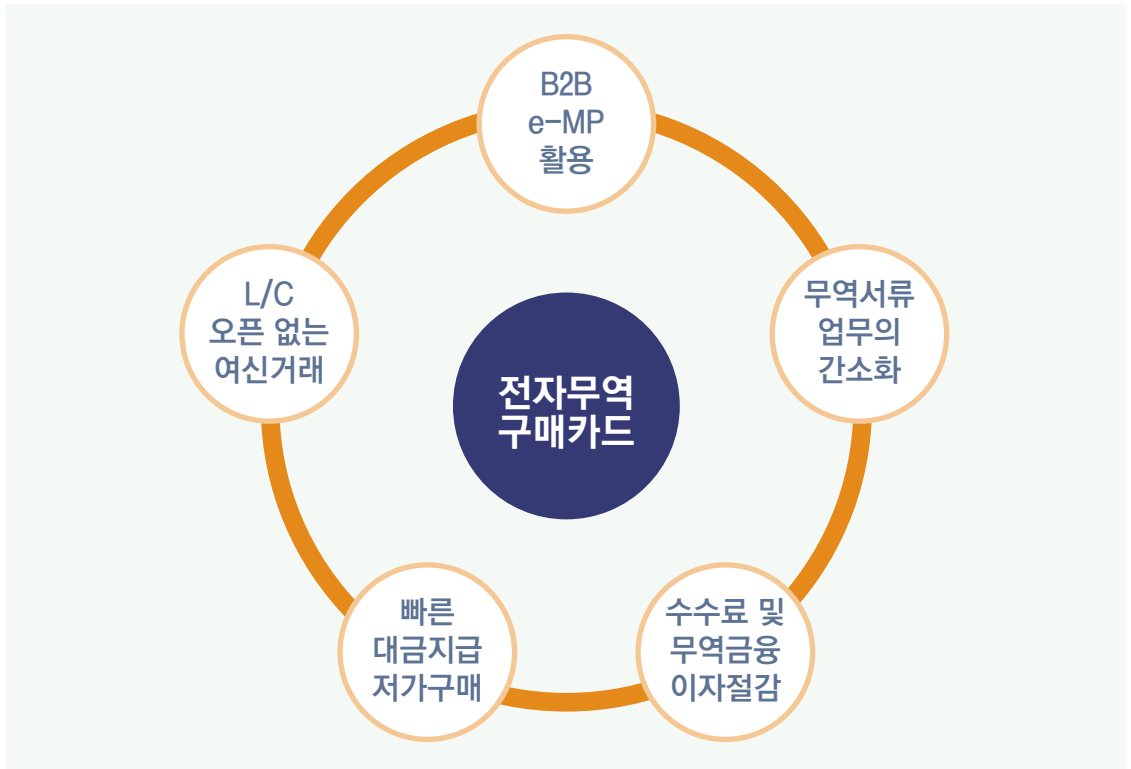 B2B
e-MP
활용
L/C
오픈 없는
여신거래
무역서류
업무의
간소화
전자무역
구매카드
빠른
대금지급
저가구매
수수료 및
무역금융
이자절감